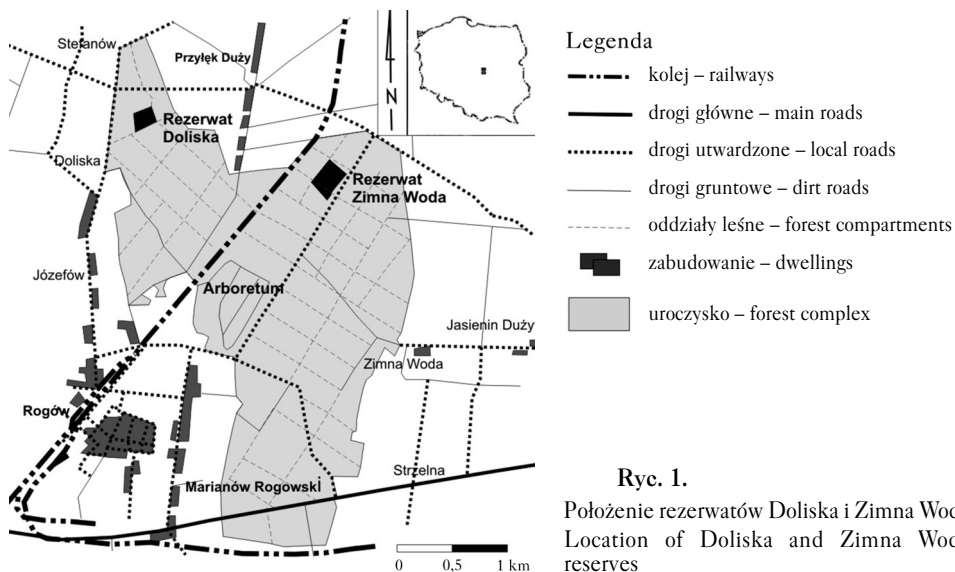 Stefanów
Przyłęk Duży
Rezerwat
Doliska
Doliska
Rezerwat
Zimna Woda
N
Józefów
Arboretum
Jasienin Duży
Zimna Woda
Rogów
Strzelna
Marianów Rogowski
0 0,5 1 km
Legenda
kolej – railways
drogi główne – main roads
drogi utwardzone – local roads
drogi gruntowe – dirt roads
oddziały leśne – forest compartments
zabudowanie – dwellings
uroczysko – forest complex
Ryc. 1.
Położenie rezerwatów Doliska i Zimna Wod
Location of Doliska and Zimna Wod
reserves